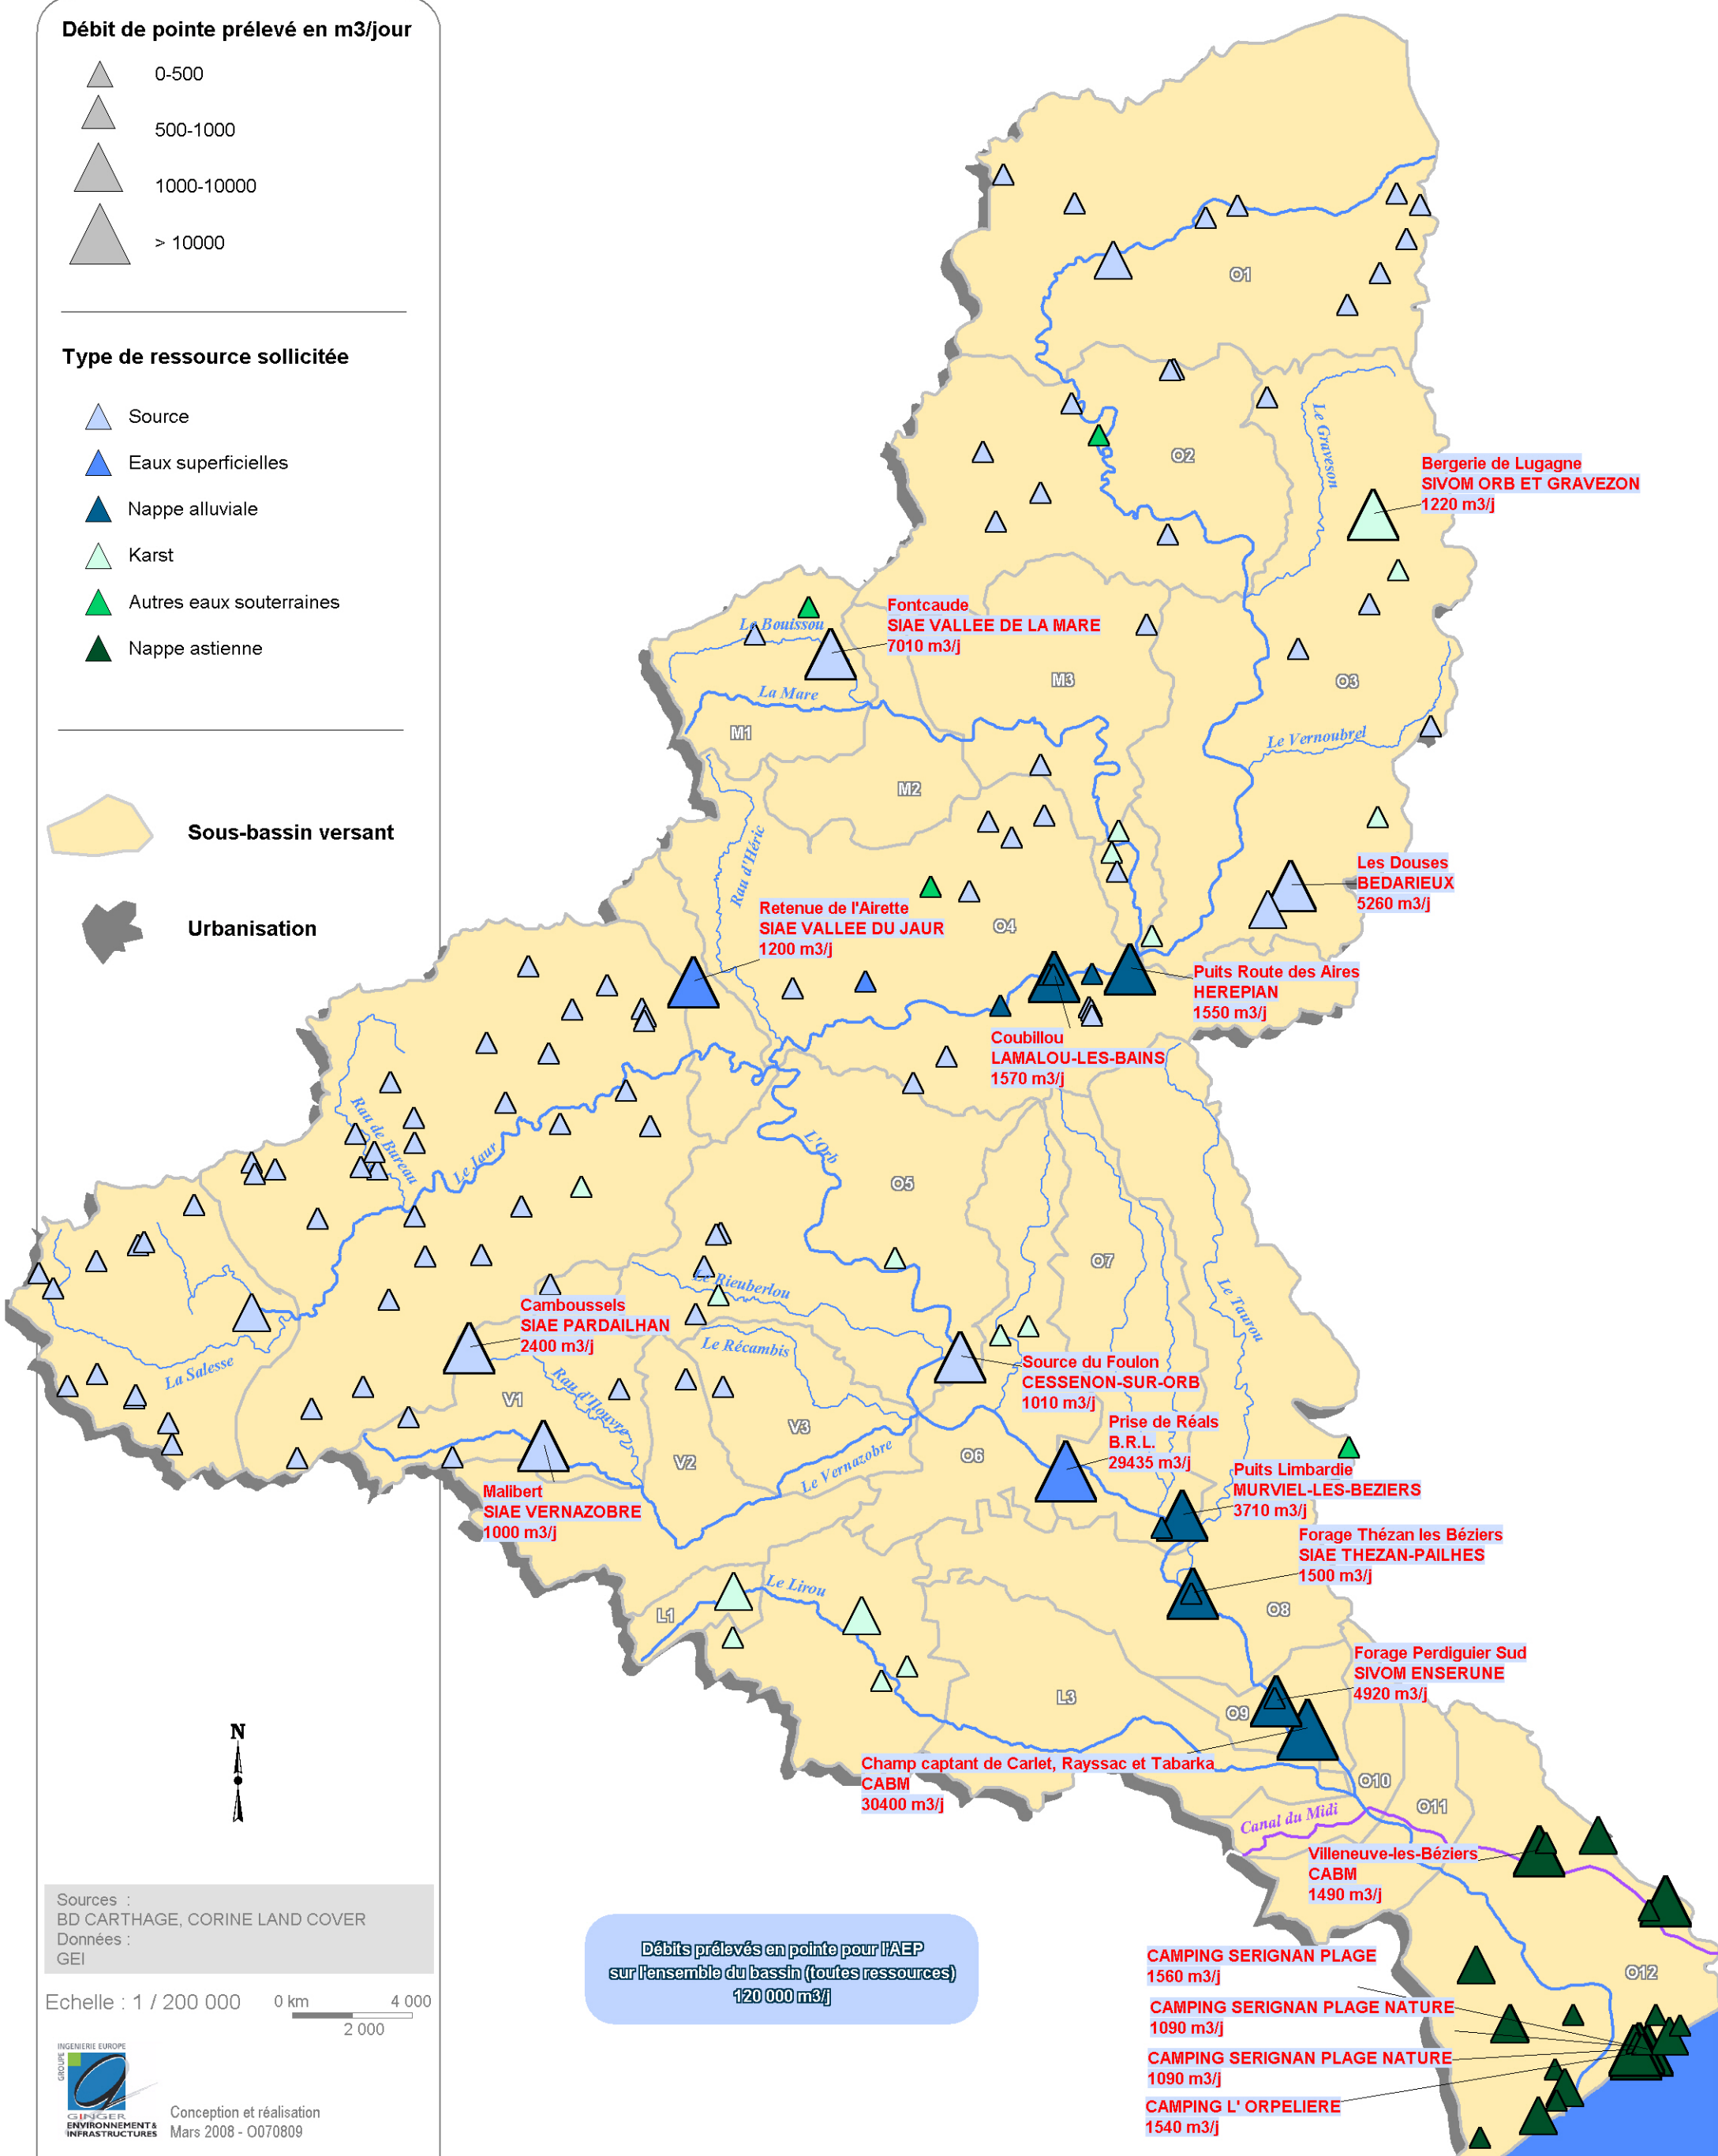 Débit de pointe prélevé en m3/jour
0-500
500-1000
1000-10000
> 10000
Type de ressource sollicitée
Source
Eaux superficielles
Nappe alluviale
Karst
Autres eaux souterraines
Nappe astienne
Sous-bassin versant
Urbanisation
N
Sources :
BD CARTHAGE, CORINE LAND COVER
Données :
GEI
Echelle : 1 / 200 000
0 km
4 000
2 000
GROUPE
INGENIERIE EUROPE
GINGER
ENVIRONNEMENT &
INFRASTRUCTURES
Conception et réalisation
Mars 2008 - O070809
O1
O2
Le Graveson
Bergerie de Lugagne
SIVOM ORB ET GRAVEZON
1220 m3/j
Fontcaude
SIAE VALLEE DE LA MARE
7010 m3/j
Le Bouissou
La Mare
M1
M2
M3
O3
Le Vernoubrel
Rau d'Héric
Les Douses
BEDARIEUX
5260 m3/j
Retenue de l'Airette
SIAE VALLEE DU JAUR
1200 m3/j
O4
Puits Route des Aires
HEREPIAN
1550 m3/j
Coubillou
LAMALOU-LES-BAINS
1570 m3/j
Rau de Bureau
Le Jaur
L'Orb
O5
O7
Le Taurou
Le Rieuberlou
Camboussels
SIAE PARDAILHAN
2400 m3/j
Le Récambis
La Salesse
Rau d'Ilouvre
V1
V2
V3
Source du Foulon
CESSENON-SUR-ORB
1010 m3/j
Prise de Réals
B.R.L.
29435 m3/j
O6
Le Vernazobre
Malibert
SIAE VERNAZOBRE
1000 m3/j
Puits Limbardie
MURVIEL-LES-BEZIERS
3710 m3/j
Forage Thézan les Béziers
SIAE THEZAN-PAILHES
1500 m3/j
Le Lirou
L1
O8
Forage Perdiguier Sud
SIVOM ENSERUNE
4920 m3/j
L3
O9
Champ captant de Carlet, Rayssac et Tabarka
CABM
30400 m3/j
O10
O11
Canal du Midi
Villeneuve-les-Béziers
CABM
1490 m3/j
Débits prélevés en pointe pour l'AEP
sur l'ensemble du bassin (toutes ressources)
120 000 m3/j
O12
CAMPING SERIGNAN PLAGE
1560 m3/j
CAMPING SERIGNAN PLAGE NATURE
1090 m3/j
CAMPING SERIGNAN PLAGE NATURE
1090 m3/j
CAMPING L' ORPELIERE
1540 m3/j